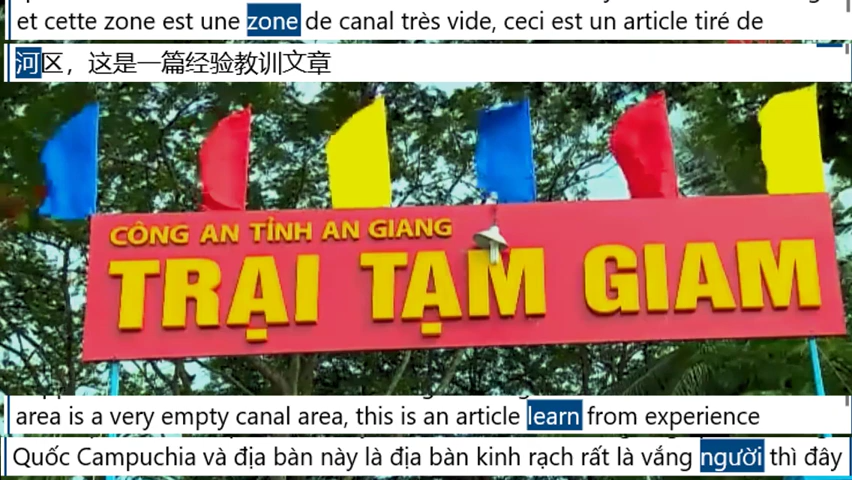 et cette zone est une zone de canal très vide, ceci est un article tiré de
河区，这是一篇经验教训文章
CÔNG AN TỈNH AN GIANG
TRẠI TẠM GIAM
area is a very empty canal area, this is an article learn from experience
Quốc Campuchia và địa bàn này là địa bàn kinh rạch rất là vắng người thì đây